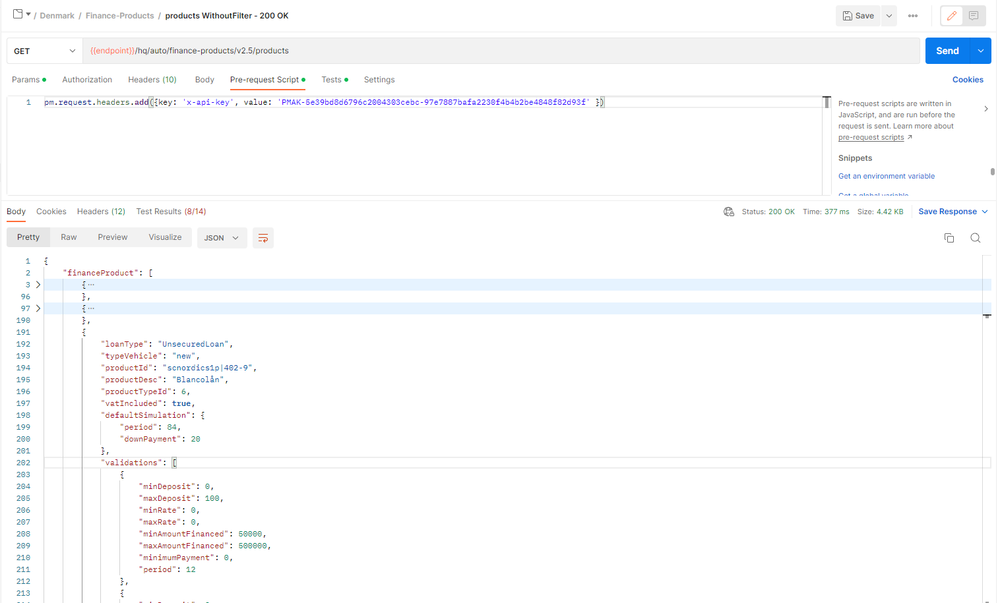 / Denmark / Finance-Products / products WithoutFilter - 200 OK
Save
GET
{{endpoint}}/hq/auto/finance-products/v2.5/products
Send
Params Authorization Headers (10) Body Pre-request Script Tests Settings
Cookies
1 pm.request.headers.add({key: 'x-api-key', value: 'PMAK-5e39bd8d6796c2004303cebc-97e7887bafa2230f4b4b2be4848f82d93f' })
Pre-request scripts are written in
JavaScript, and are run before the
request is sent. Learn more about
pre-request scripts ↗
Snippets
Get an environment variable
Get a global variable
Body Cookies Headers (12) Test Results (8/14)
Status: 200 OK Time: 377 ms Size: 4.42 KB Save Response
Pretty Raw Preview Visualize JSON
1 {
2 "financeProduct": [
3 { ...
96 },
97 { ...
190 },
191 {
192 "loanType": "UnsecuredLoan",
193 "typeVehicle": "new",
194 "productId": "scnordics1p|402-9",
195 "productDesc": "Blancolån",
196 "productTypeId": 6,
197 "vatIncluded": true,
198 "defaultSimulation": {
199 "period": 84,
200 "downPayment": 20
201 },
202 "validations": [
203 {
204 "minDeposit": 0,
205 "maxDeposit": 100,
206 "minRate": 0,
207 "maxRate": 0,
208 "minAmountFinanced": 50000,
209 "maxAmountFinanced": 500000,
210 "minimumPayment": 0,
211 "period": 12
212 },
213 {